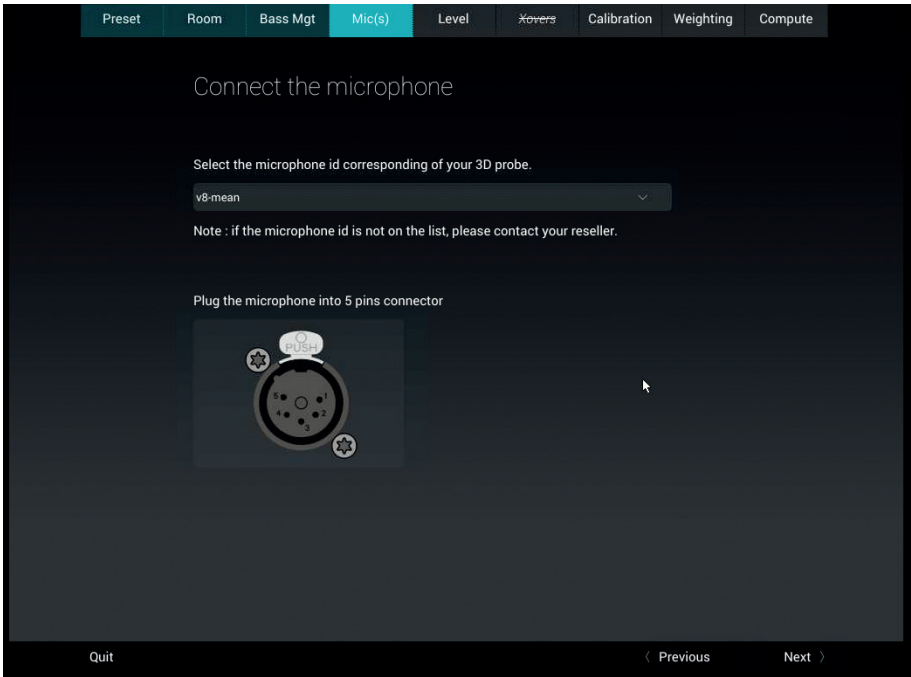 Preset Room Bass Mgt Mic(s) Level Xovers Calibration Weighting Compute
Connect the microphone
Select the microphone id corresponding of your 3D probe.
v8-mean
Note : if the microphone id is not on the list, please contact your reseller.
Plug the microphone into 5 pins connector
PUSH
5 1
4 2
3
Quit Previous Next